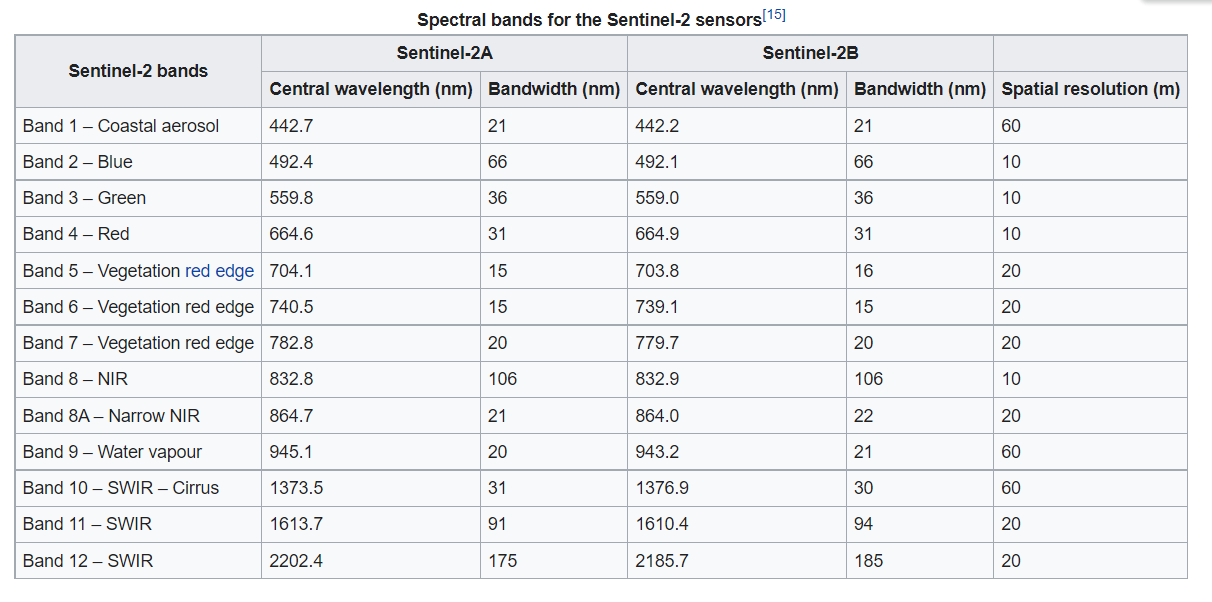 Spectral bands for the Sentinel-2 sensors[15]
Sentinel-2 bands Sentinel-2A Sentinel-2B
Central wavelength (nm) Bandwidth (nm) Central wavelength (nm) Bandwidth (nm) Spatial resolution (m)
Band 1 – Coastal aerosol 442.7 21 442.2 21 60
Band 2 – Blue 492.4 66 492.1 66 10
Band 3 – Green 559.8 36 559.0 36 10
Band 4 – Red 664.6 31 664.9 31 10
Band 5 – Vegetation red edge 704.1 15 703.8 16 20
Band 6 – Vegetation red edge 740.5 15 739.1 15 20
Band 7 – Vegetation red edge 782.8 20 779.7 20 20
Band 8 – NIR 832.8 106 832.9 106 10
Band 8A – Narrow NIR 864.7 21 864.0 22 20
Band 9 – Water vapour 945.1 20 943.2 21 60
Band 10 – SWIR – Cirrus 1373.5 31 1376.9 30 60
Band 11 – SWIR 1613.7 91 1610.4 94 20
Band 12 – SWIR 2202.4 175 2185.7 185 20